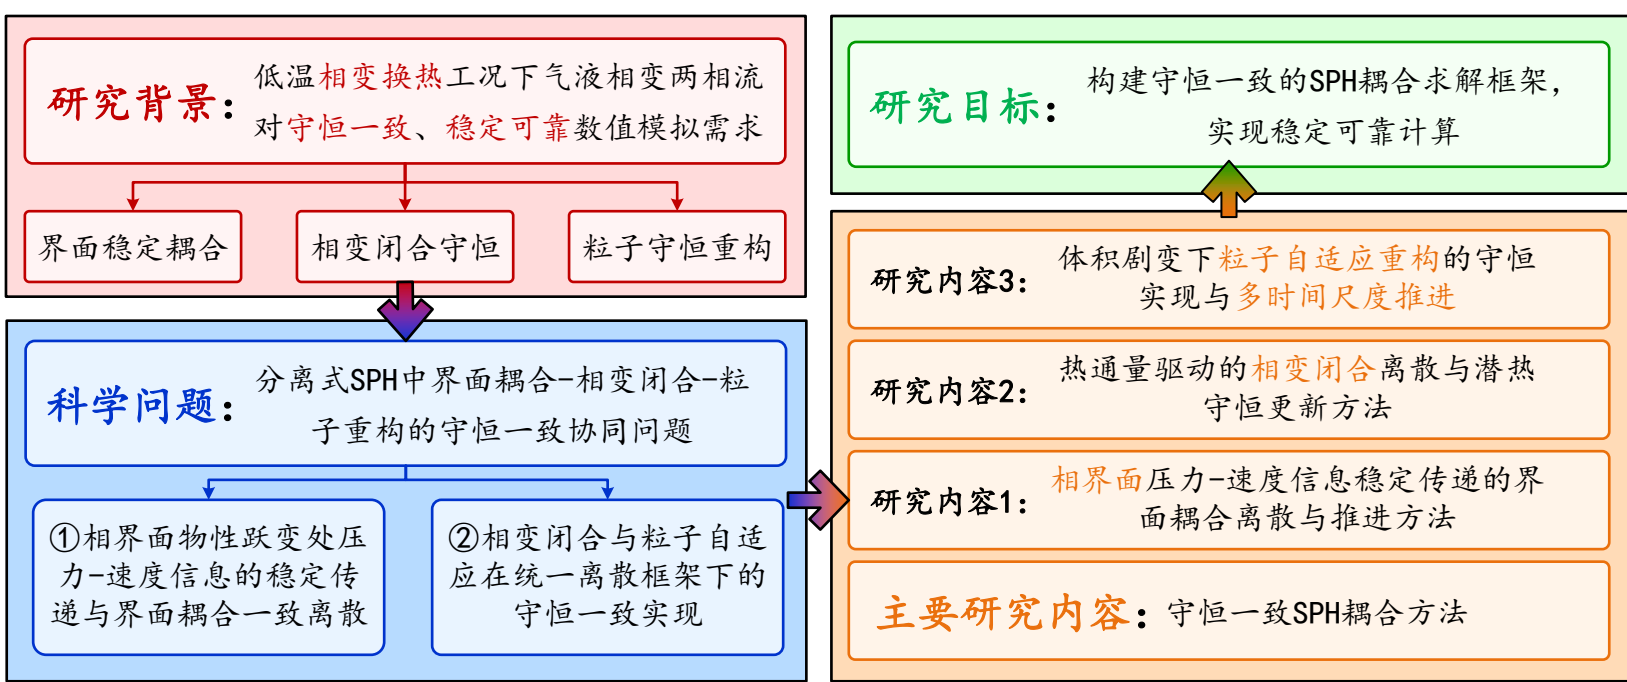 研究背景：
低温相变换热工况下气液相变两相流
对守恒一致、稳定可靠数值模拟需求
界面稳定耦合
相变闭合守恒
粒子守恒重构
科学问题：
分离式SPH中界面耦合-相变闭合-粒
子重构的守恒一致协同问题
①相界面物性跃变处压
力-速度信息的稳定传
递与界面耦合一致离散
②相变闭合与粒子自适
应在统一离散框架下的
守恒一致实现
研究目标：
构建守恒一致的SPH耦合求解框架，
实现稳定可靠计算
研究内容3：
体积剧变下粒子自适应重构的守恒
实现与多时间尺度推进
研究内容2：
热通量驱动的相变闭合离散与潜热
守恒更新方法
研究内容1：
相界面压力-速度信息稳定传递的界
面耦合离散与推进方法
主要研究内容：守恒一致SPH耦合方法